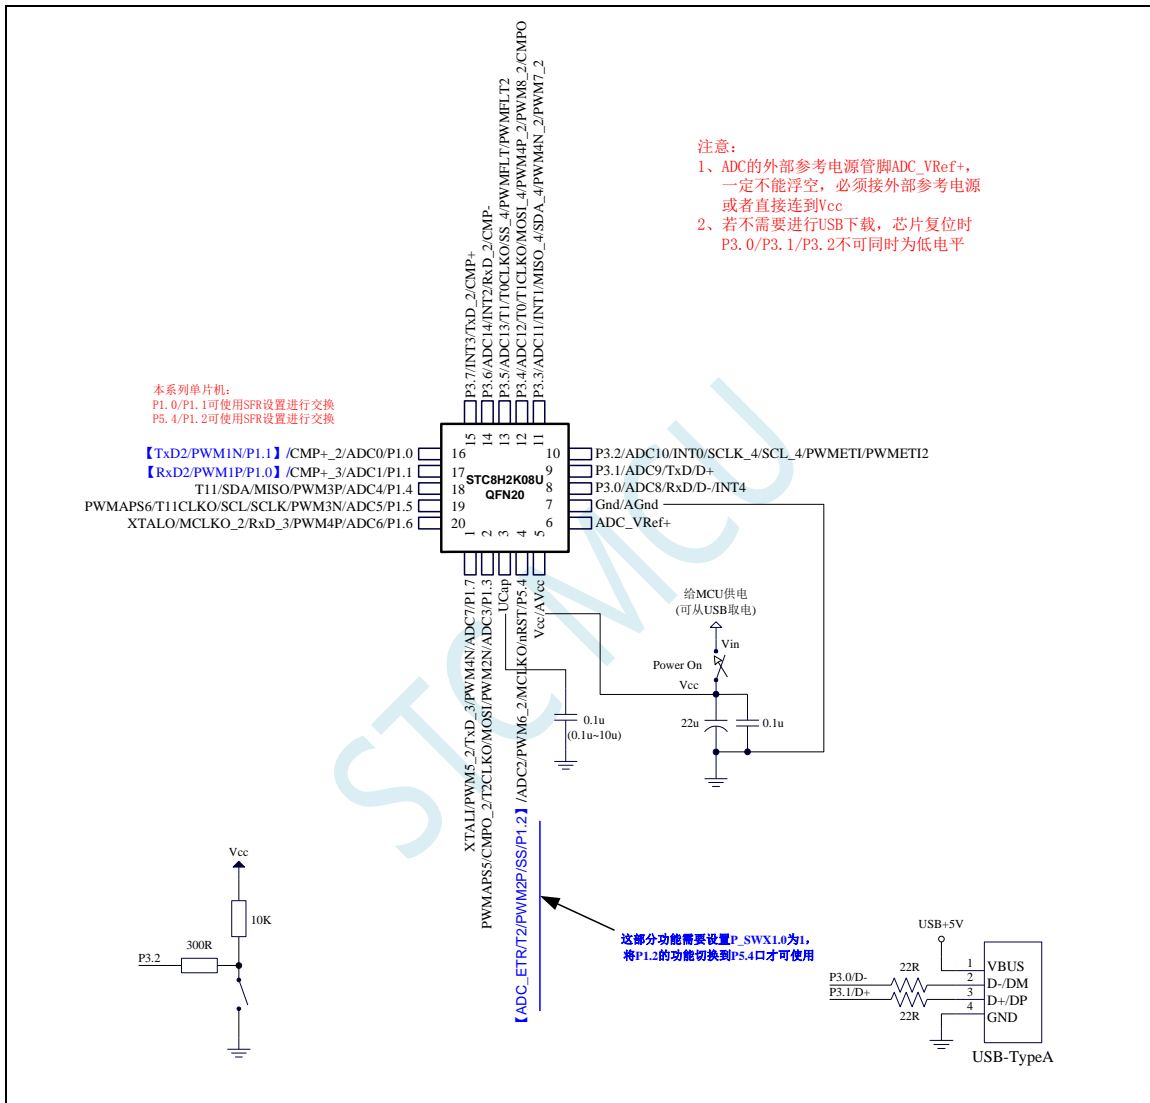 P3.7/INT3/TxD_2/CMP+
P3.6/ADC14/INT2/RxD_2/CMP-
P3.5/ADC13/T1/T0CLKO/SS_4/PWMFLT/PWMFLT2
P3.4/ADC12/T0/T1CLKO/MOSI_4/PWM4P_2/PWM8_2/CMPO
P3.3/ADC11/INT1/MISO_4/SDA_4/PWM4N_2/PWM7_2
注意：
1、ADC的外部参考电源管脚ADC_VRef+，
一定不能浮空，必须接外部参考电源
或者直接连到Vcc
2、若不需要进行USB下载，芯片复位时
P3.0/P3.1/P3.2不可同时为低电平
本系列单片机：
P1.0/P1.1可使用SFR设置进行交换
P5.4/P1.2可使用SFR设置进行交换
15 14 13 12 11
【TxD2/PWM1N/P1.1】/CMP+_2/ADC0/P1.0 16
【RxD2/PWM1P/P1.0】/CMP+_3/ADC1/P1.1 17
T11/SDA/MISO/PWM3P/ADC4/P1.4 18
PWMAPS6/T11CLKO/SCL/SCLK/PWM3N/ADC5/P1.5 19
XTALO/MCLKO_2/RxD_3/PWM4P/ADC6/P1.6 20
STC8H2K08U
QFN20
10 P3.2/ADC10/INT0/SCLK_4/SCL_4/PWMETI/PWMETI2
9 P3.1/ADC9/TxD/D+
8 P3.0/ADC8/RxD/D-/INT4
7 Gnd/AGnd
6 ADC_VRef+
1 2 3 4 5
XTALI/PWM5_2/TxD_3/PWM4N/ADC7/P1.7
PWMAPS5/CMPO_2/T2CLKO/MOSI/PWM2N/ADC3/P1.3
UCap
【ADC_ETR/T2/PWM2P/SS/P1.2】/ADC2/PWM6_2/MCLKO/nRST/P5.4
Vcc/AVcc
STC MCU
给MCU供电
(可从USB取电)
Vin
Power On
Vcc
22u
0.1u
0.1u
(0.1u~10u)
这部分功能需要设置P_SWX1.0为1，
将P1.2的功能切换到P5.4口才可使用
Vcc
10K
300R
P3.2
USB+5V
22R
P3.0/D-
P3.1/D+
22R
1 VBUS
2 D-/DM
3 D+/DP
4 GND
USB-TypeA